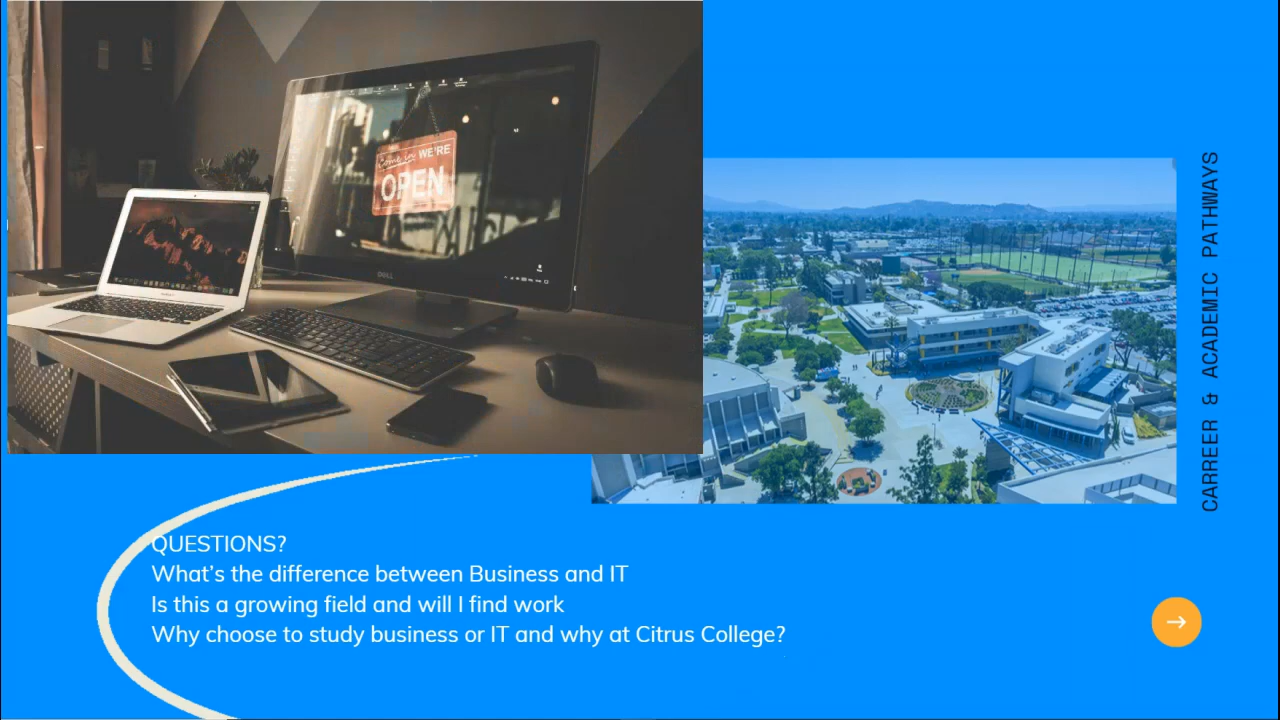 Come in WE'RE
OPEN
DELL
CARREER & ACADEMIC PATHWAYS
QUESTIONS?
What's the difference between Business and IT
Is this a growing field and will I find work
Why choose to study business or IT and why at Citrus College?